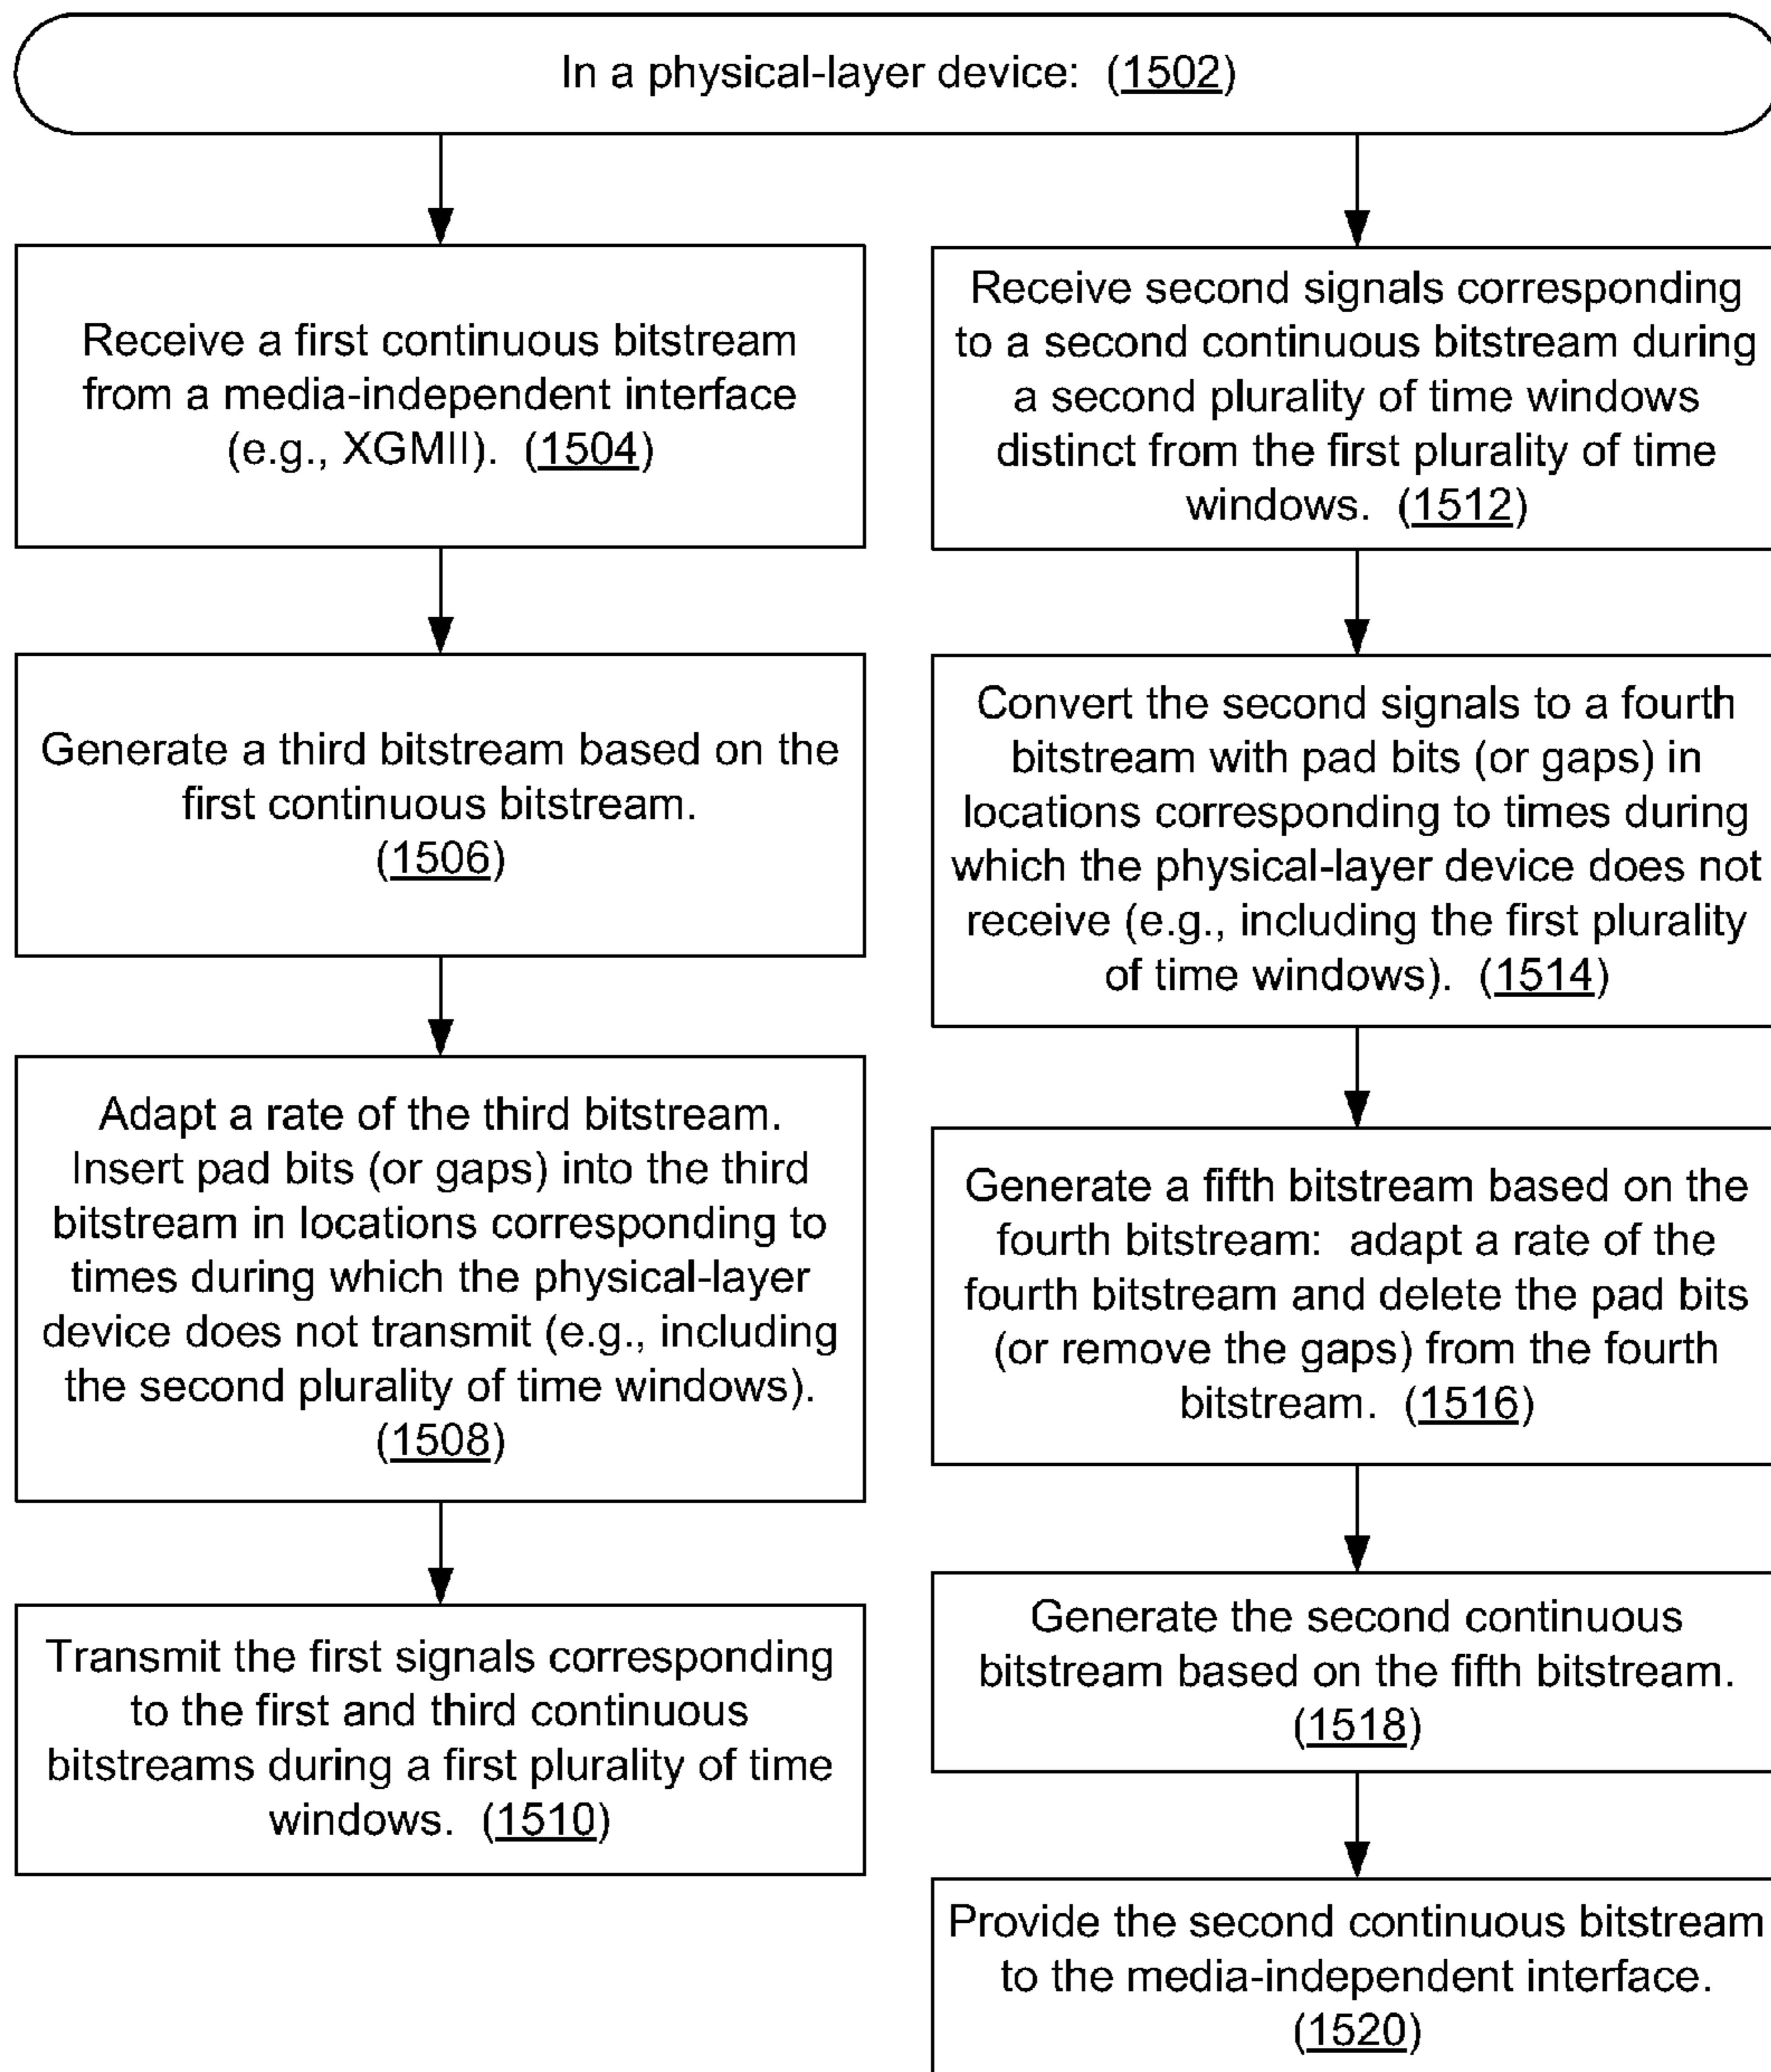 In a physical-layer device: (1502)
Receive a first continuous bitstream
from a media-independent interface
(e.g., XGMII). (1504)
Generate a third bitstream based on the
first continuous bitstream.
(1506)
Adapt a rate of the third bitstream.
Insert pad bits (or gaps) into the third
bitstream in locations corresponding to
times during which the physical-layer
device does not transmit (e.g., including
the second plurality of time windows).
(1508)
Transmit the first signals corresponding
to the first and third continuous
bitstreams during a first plurality of time
windows. (1510)
Receive second signals corresponding
to a second continuous bitstream during
a second plurality of time windows
distinct from the first plurality of time
windows. (1512)
Convert the second signals to a fourth
bitstream with pad bits (or gaps) in
locations corresponding to times during
which the physical-layer device does not
receive (e.g., including the first plurality
of time windows). (1514)
Generate a fifth bitstream based on the
fourth bitstream: adapt a rate of the
fourth bitstream and delete the pad bits
(or remove the gaps) from the fourth
bitstream. (1516)
Generate the second continuous
bitstream based on the fifth bitstream.
(1518)
Provide the second continuous bitstream
to the media-independent interface.
(1520)